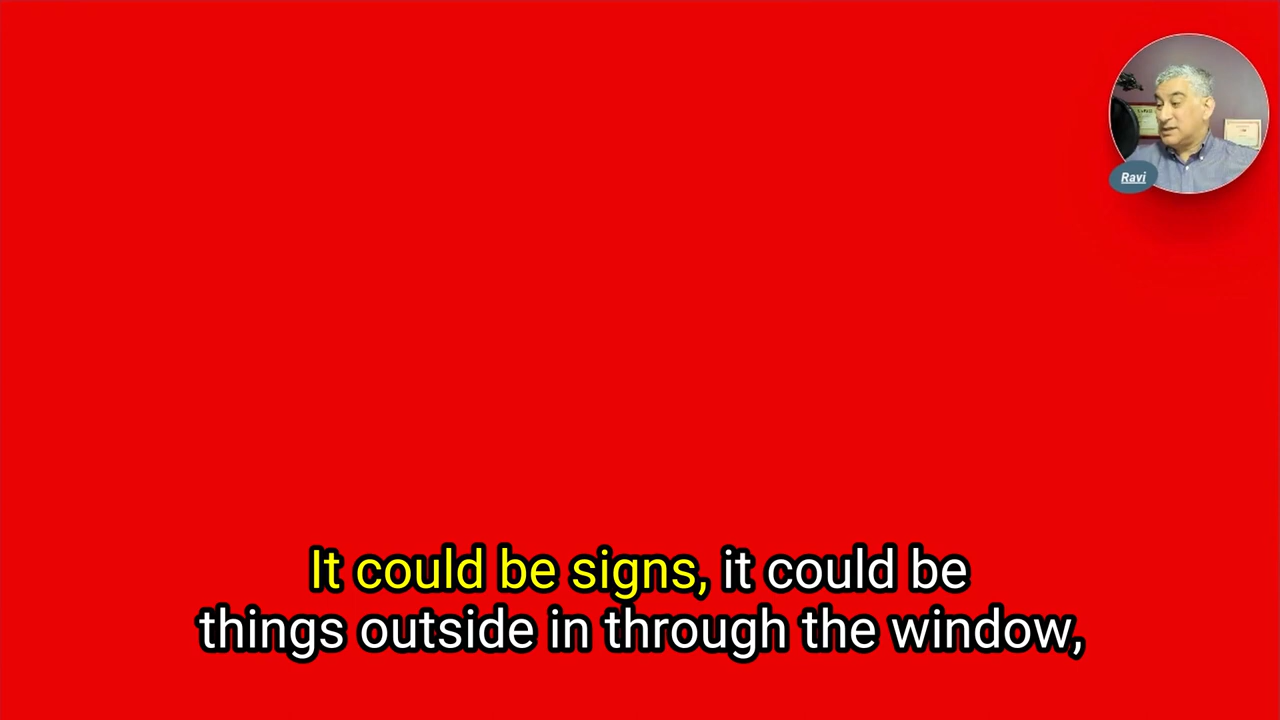 Ravi
It could be signs, it could be
things outside in through the window,